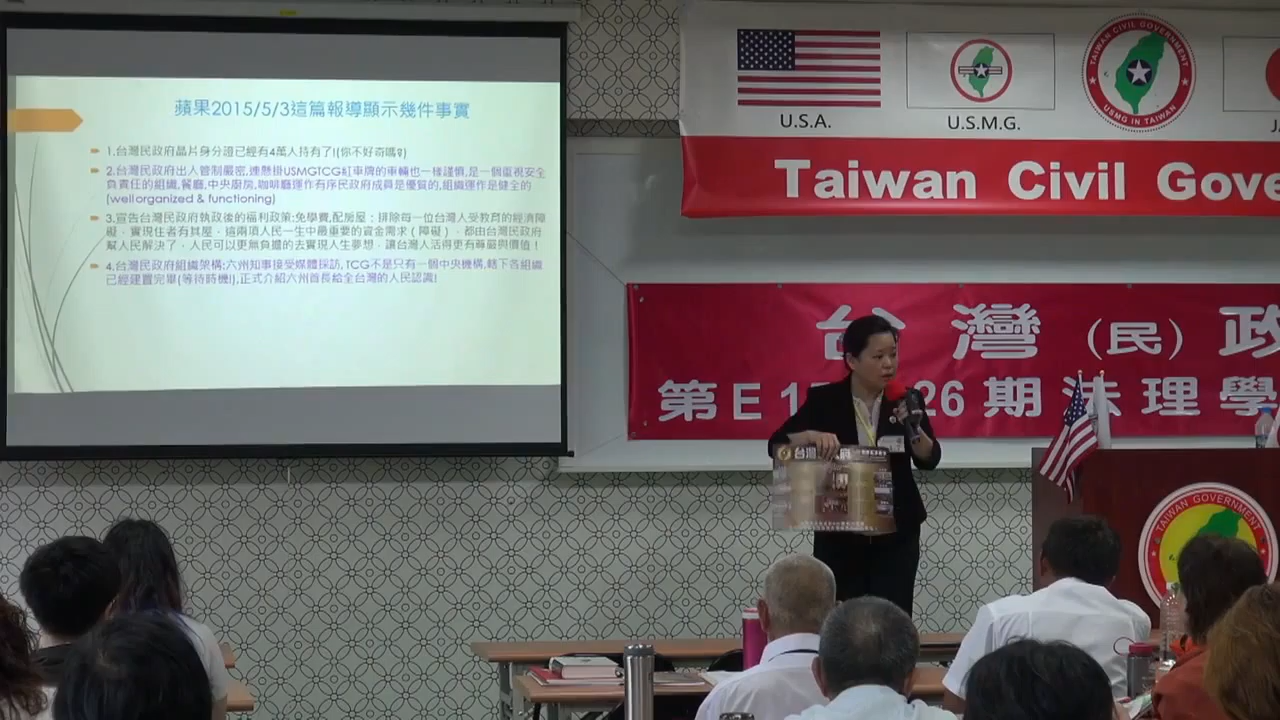 蘋果2015/5/3這篇報導顯示幾件事實
1.台灣民政府晶片身分證已經有4萬人持有了!(你不好奇嗎?)
2.台灣民政府出入管制嚴密,連懸掛USMGTCG紅車牌的車輛也一樣謹慎,是一個重視安全
負責任的組織,餐廳,中央廚房,咖啡廳運作有序民政府成員是優質的,組織運作是健全的
(well organized & functioning)
3.宣告台灣民政府執政後的福利政策:免學費,配房屋；排除每一位台灣人受教育的經濟障
礙，實現住者有其屋，這兩項人民一生中最重要的資金需求（障礙），都由台灣民政府
幫人民解決了，人民可以更無負擔的去實現人生夢想，讓台灣人活得更有尊嚴與價值！
4.台灣民政府組織架構:六州知事接受媒體採訪,TCG不是只有一個中央機構,轄下各組織
已經建置完畢(等待時機!),正式介紹六州首長給全台灣的人民認識!
U.S.A.
U.S.M.G.
TAIWAN CIVIL GOVERNMENT
USMG IN TAIWAN
J
Taiwan Civil Gove
台灣（民）政
第E1 26期法理學
台灣 府
TAIWAN GOVERNMENT